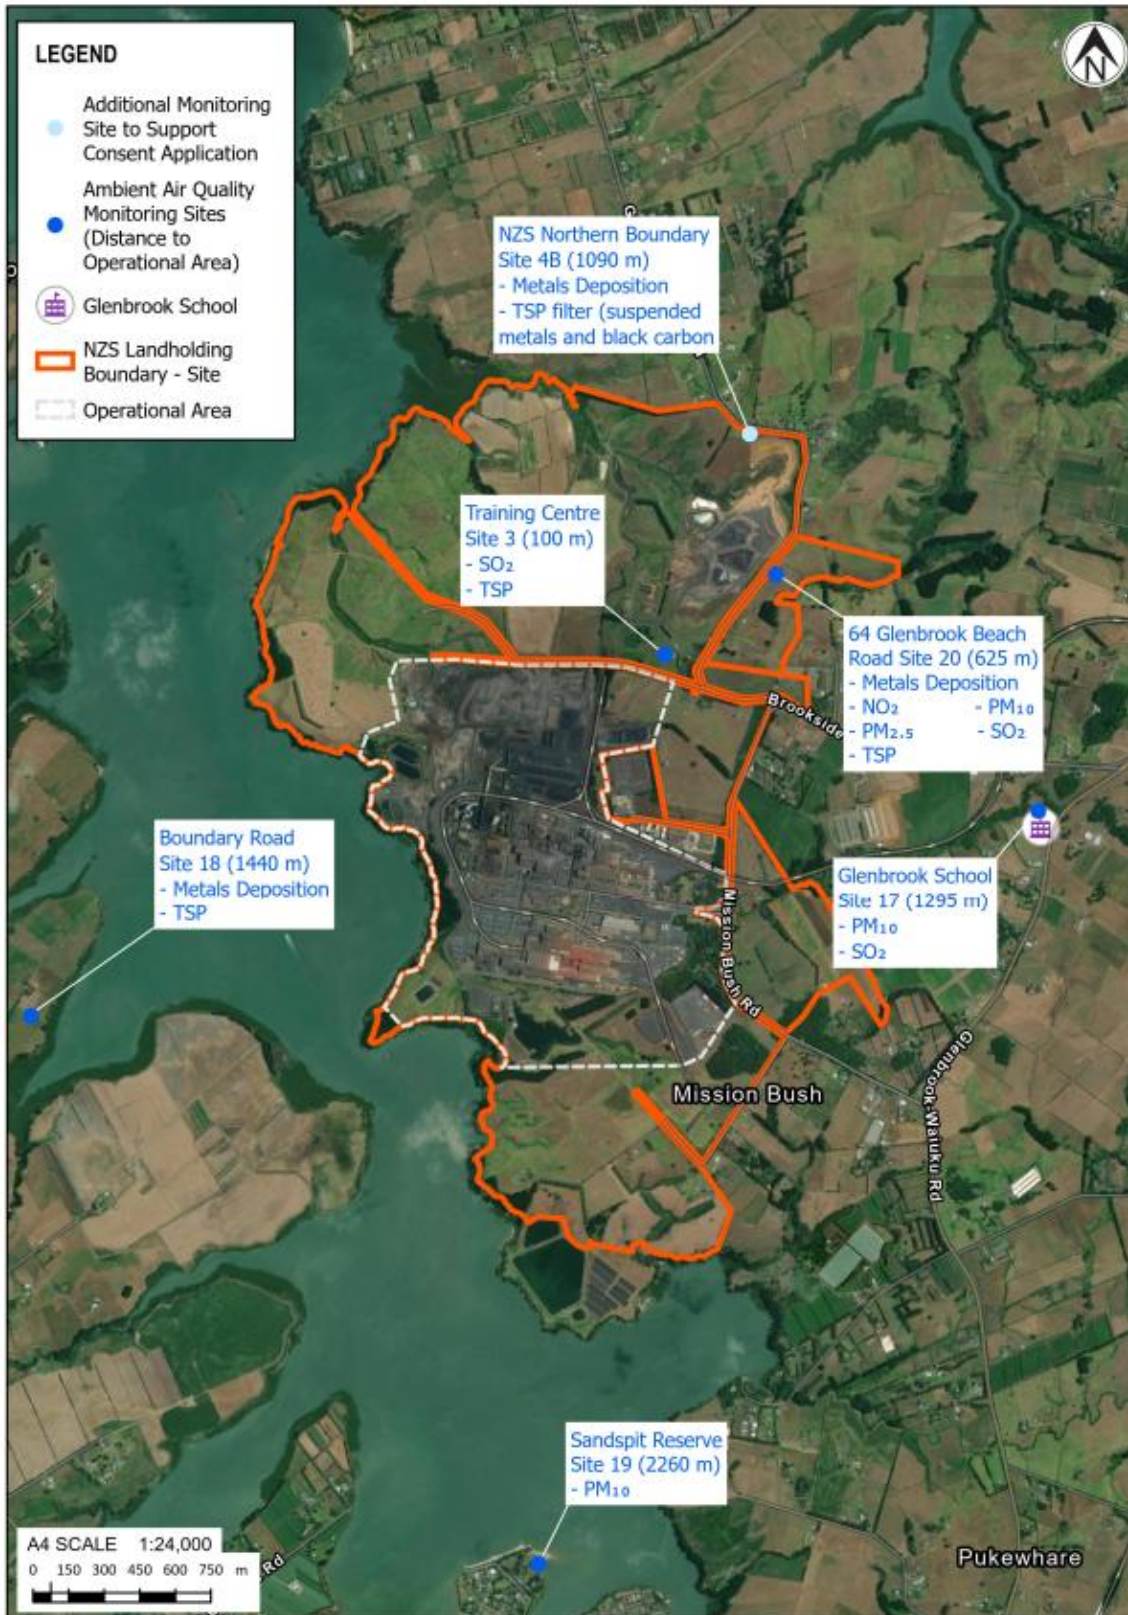 LEGEND
Additional Monitoring
Site to Support
Consent Application
Ambient Air Quality
Monitoring Sites
(Distance to
Operational Area)
Glenbrook School
NZS Landholding
Boundary - Site
Operational Area
N
NZS Northern Boundary
Site 4B (1090 m)
- Metals Deposition
- TSP filter (suspended
metals and black carbon
Training Centre
Site 3 (100 m)
- SO₂
- TSP
64 Glenbrook Beach
Road Site 20 (625 m)
- Metals Deposition
- NO₂ - PM₁₀
- PM₂.₅ - SO₂
- TSP
Brookside
Boundary Road
Site 18 (1440 m)
- Metals Deposition
- TSP
Glenbrook School
Site 17 (1295 m)
- PM₁₀
- SO₂
Mission Bush Rd
Glenbrook-Waiuku Rd
Mission Bush
Sandspit Reserve
Site 19 (2260 m)
- PM₁₀
Pukewhare
A4 SCALE 1:24,000
0 150 300 450 600 750 m
Rd